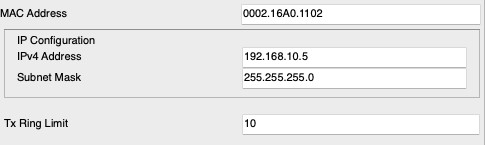 MAC Address 0002.16A0.1102
IP Configuration
IPv4 Address 192.168.10.5
Subnet Mask 255.255.255.0
Tx Ring Limit 10